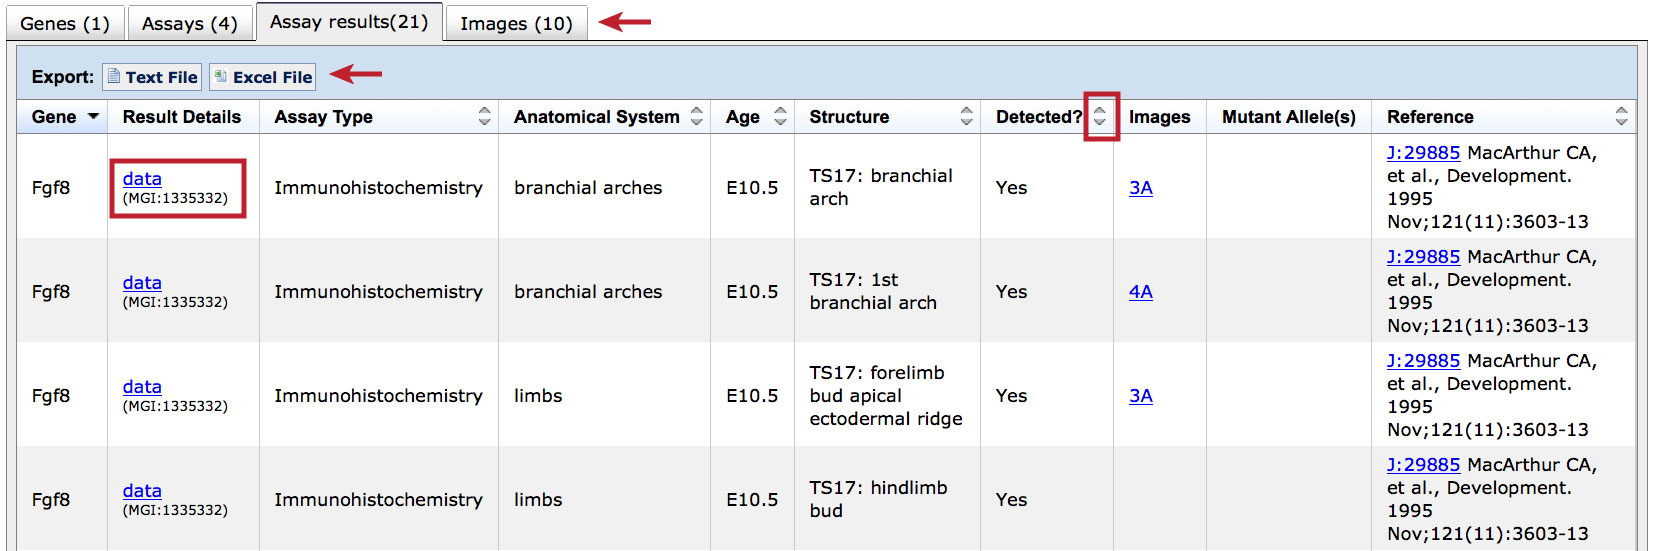 Genes (1) Assays (4) Assay results(21) Images (10)
Export: Text File Excel File
Gene Result Details Assay Type Anatomical System Age Structure Detected? Images Mutant Allele(s) Reference
Fgf8 data (MGI:1335332) Immunohistochemistry branchial arches E10.5 TS17: branchial arch Yes 3A J:29885 MacArthur CA, et al., Development. 1995 Nov;121(11):3603-13
Fgf8 data (MGI:1335332) Immunohistochemistry branchial arches E10.5 TS17: 1st branchial arch Yes 4A J:29885 MacArthur CA, et al., Development. 1995 Nov;121(11):3603-13
Fgf8 data (MGI:1335332) Immunohistochemistry limbs E10.5 TS17: forelimb bud apical ectodermal ridge Yes 3A J:29885 MacArthur CA, et al., Development. 1995 Nov;121(11):3603-13
Fgf8 data (MGI:1335332) Immunohistochemistry limbs E10.5 TS17: hindlimb bud Yes J:29885 MacArthur CA, et al., Development. 1995 Nov;121(11):3603-13